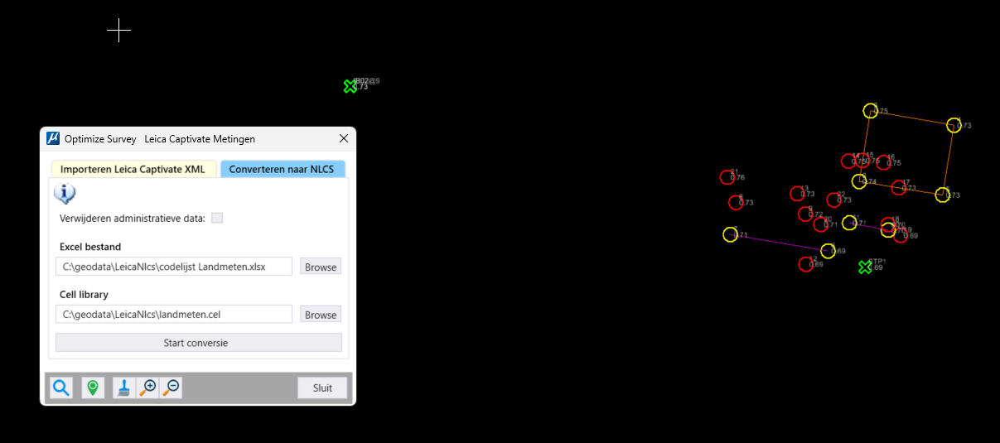 IB02@9
0.73
Optimize Survey Leica Captivate Metingen
Importeren Leica Captivate XML
Converteren naar NLCS
Verwijderen administratieve data:
Excel bestand
C:\geodata\LeicaNlcs\codelijst Landmeten.xlsx
Browse
Cell library
C:\geodata\LeicaNlcs\landmeten.cel
Browse
Start conversie
Sluit
0.75
0.73
14
15
0.75
0.75
16
0.75
21
0.76
0.74
17
0.73
0.73
13
0.73
22
0.73
0.73
0.72
20
0.71
0.71
18
19
0.69
0.71
0.69
12
0.69
STP1
0.69